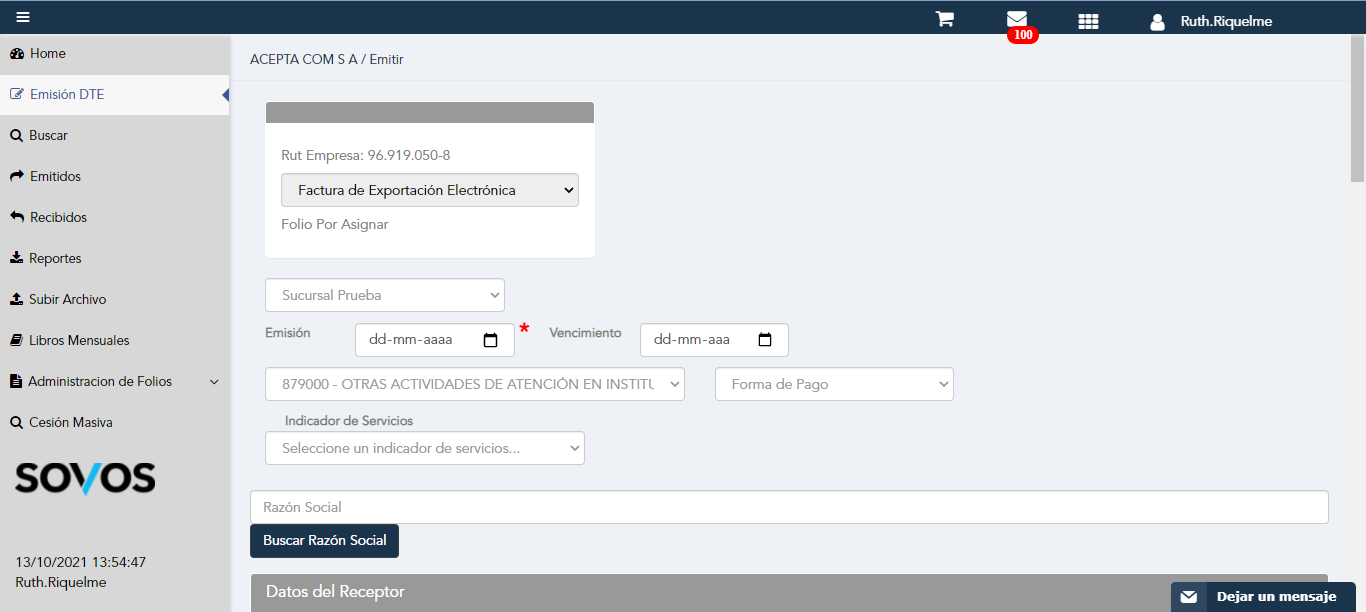 Ruth.Riquelme
100
Home
Emisión DTE
Buscar
Emitidos
Recibidos
Reportes
Subir Archivo
Libros Mensuales
Administracion de Folios
Cesión Masiva
SOVOS
13/10/2021 13:54:47
Ruth.Riquelme
ACEPTA COM S A / Emitir
Rut Empresa: 96.919.050-8
Factura de Exportación Electrónica
Folio Por Asignar
Sucursal Prueba
Emisión dd-mm-aaaa * Vencimiento dd-mm-aaa
879000 - OTRAS ACTIVIDADES DE ATENCIÓN EN INSTITU Forma de Pago
Indicador de Servicios
Seleccione un indicador de servicios...
Razón Social
Buscar Razón Social
Datos del Receptor
Dejar un mensaje